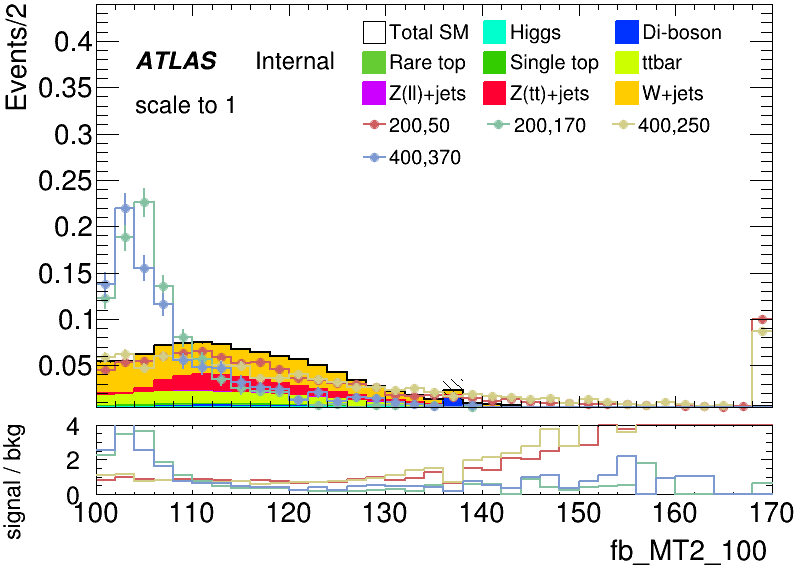 Events/2
0.4
0.35
0.3
0.25
0.2
0.15
0.1
0.05
ATLAS Internal
scale to 1
Total SM Higgs Di-boson
Rare top Single top ttbar
Z(ll)+jets Z(tt)+jets W+jets
200,50 200,170 400,250
400,370
signal / bkg
4
2
0
100 110 120 130 140 150 160 170
fb_MT2_100